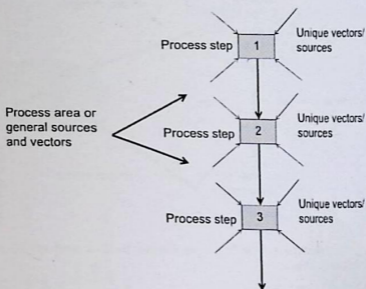 Unique vectors/
sources
Process step 1
Process area or
general sources
and vectors
Unique vectors/
sources
Process step 2
Unique vectors/
sources
Process step 3